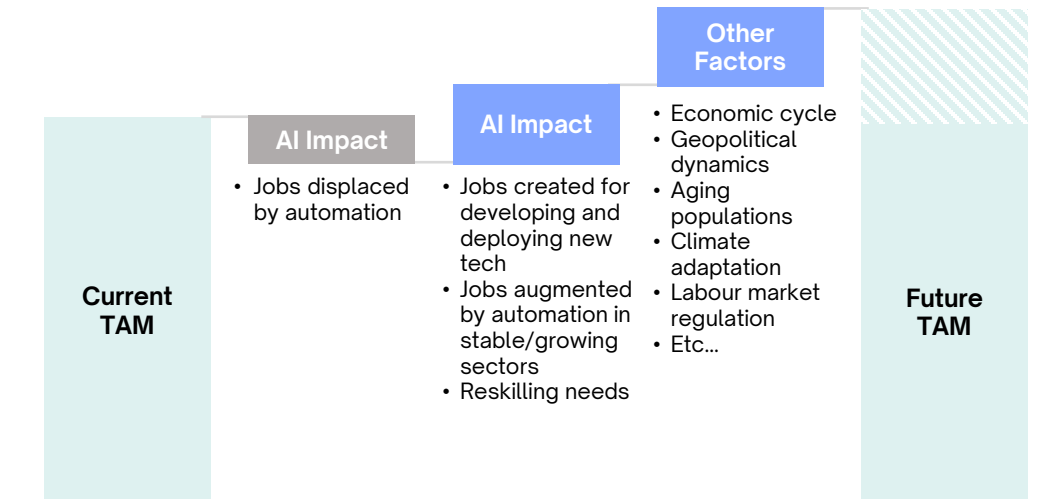 Current
TAM
AI Impact
• Jobs displaced
by automation
AI Impact
• Jobs created for
developing and
deploying new
tech
• Jobs augmented
by automation in
stable/growing
sectors
• Reskilling needs
Other
Factors
• Economic cycle
• Geopolitical
dynamics
• Aging
populations
• Climate
adaptation
• Labour market
regulation
• Etc...
Future
TAM